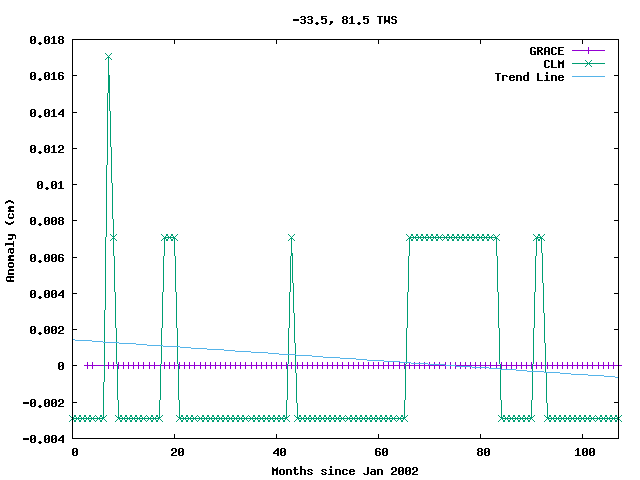 -33.5, 81.5 TWS
GRACE
CLM
Trend Line
0.018
0.016
0.014
0.012
0.01
0.008
0.006
0.004
0.002
0
-0.002
-0.004
Anomaly (cm)
0 20 40 60 80 100
Months since Jan 2002